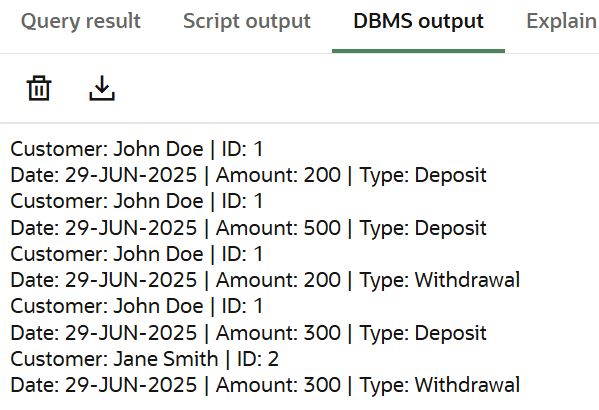 Query result Script output DBMS output Explain
Customer: John Doe | ID: 1
Date: 29-JUN-2025 | Amount: 200 | Type: Deposit
Customer: John Doe | ID: 1
Date: 29-JUN-2025 | Amount: 500 | Type: Deposit
Customer: John Doe | ID: 1
Date: 29-JUN-2025 | Amount: 200 | Type: Withdrawal
Customer: John Doe | ID: 1
Date: 29-JUN-2025 | Amount: 300 | Type: Deposit
Customer: Jane Smith | ID: 2
Date: 29-JUN-2025 | Amount: 300 | Type: Withdrawal